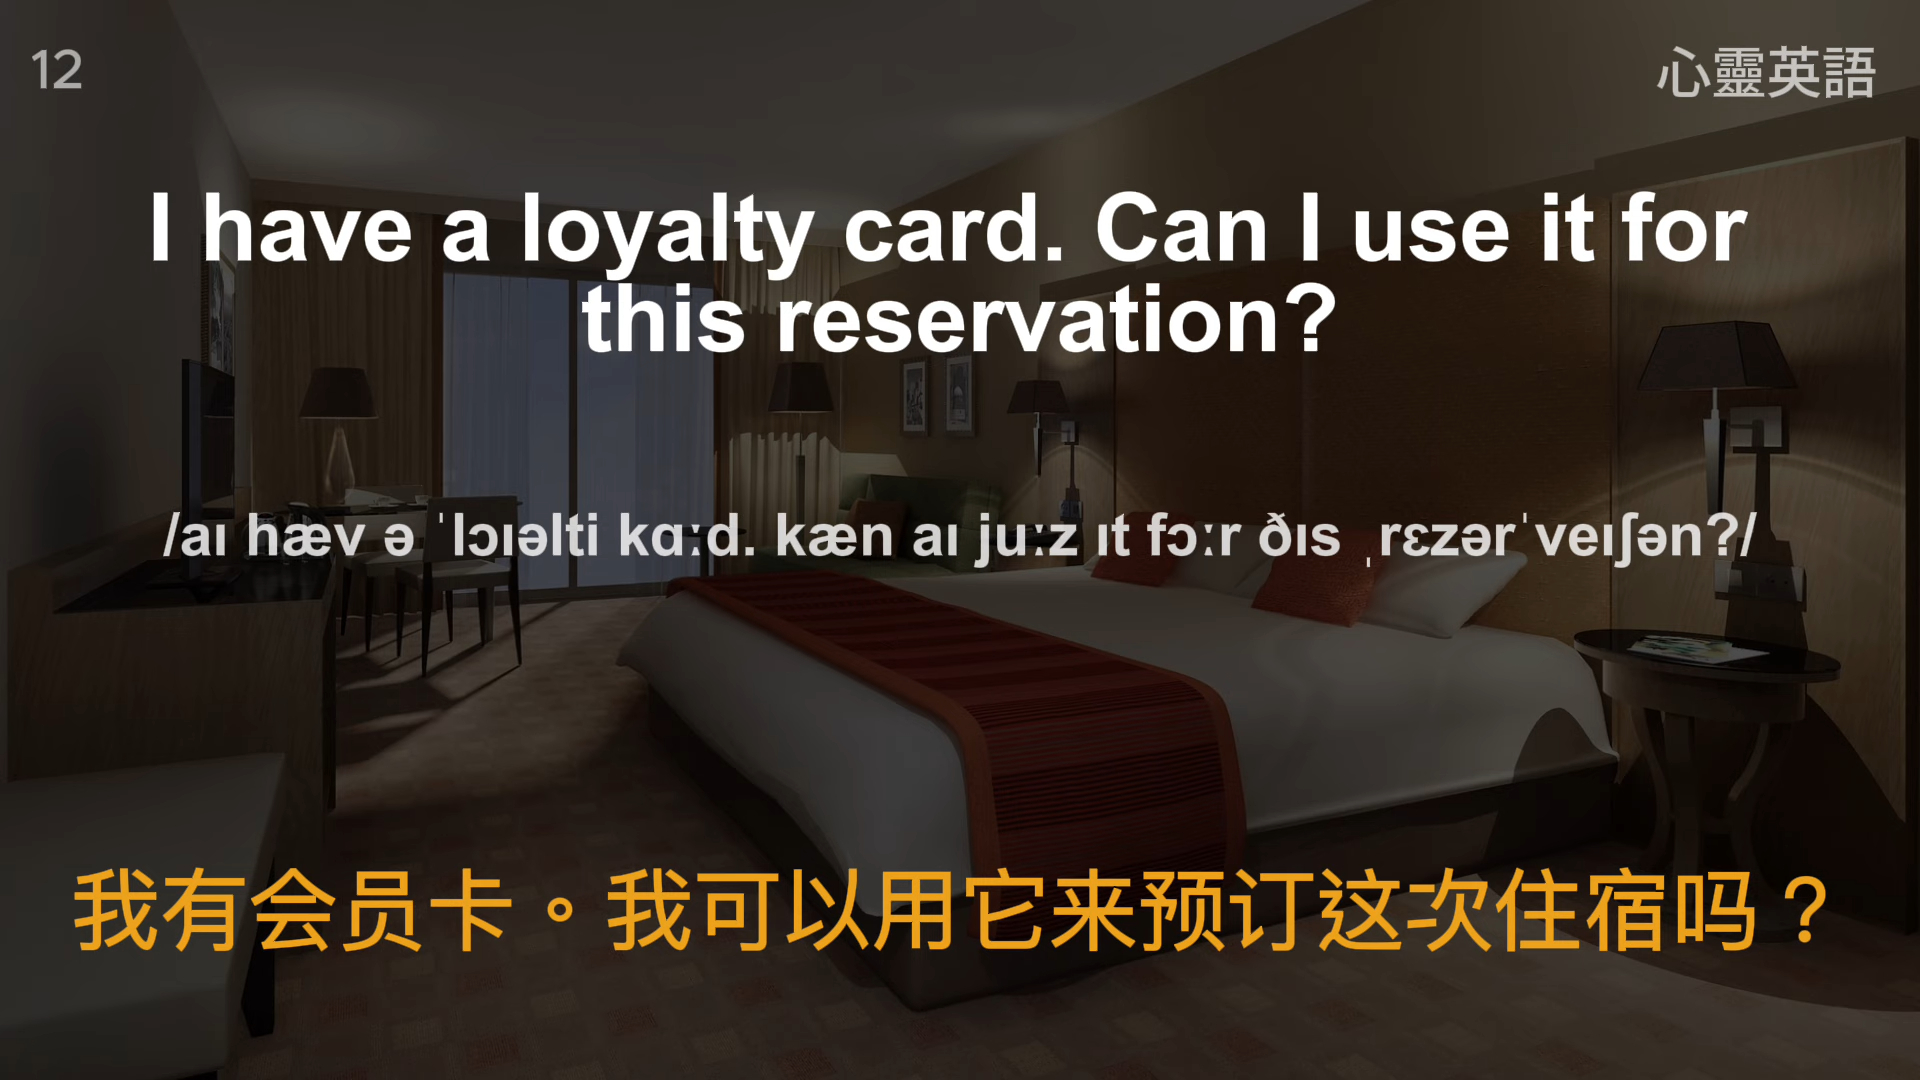 12
心靈英語
I have a loyalty card. Can I use it for
this reservation?
/aɪ hæv ə ˈlɔɪəlti kɑːd. kæn aɪ juːz ɪt fɔːr ðɪs ˌrɛzərˈveɪʃən?/
我有会员卡。我可以用它来预订这次住宿吗？